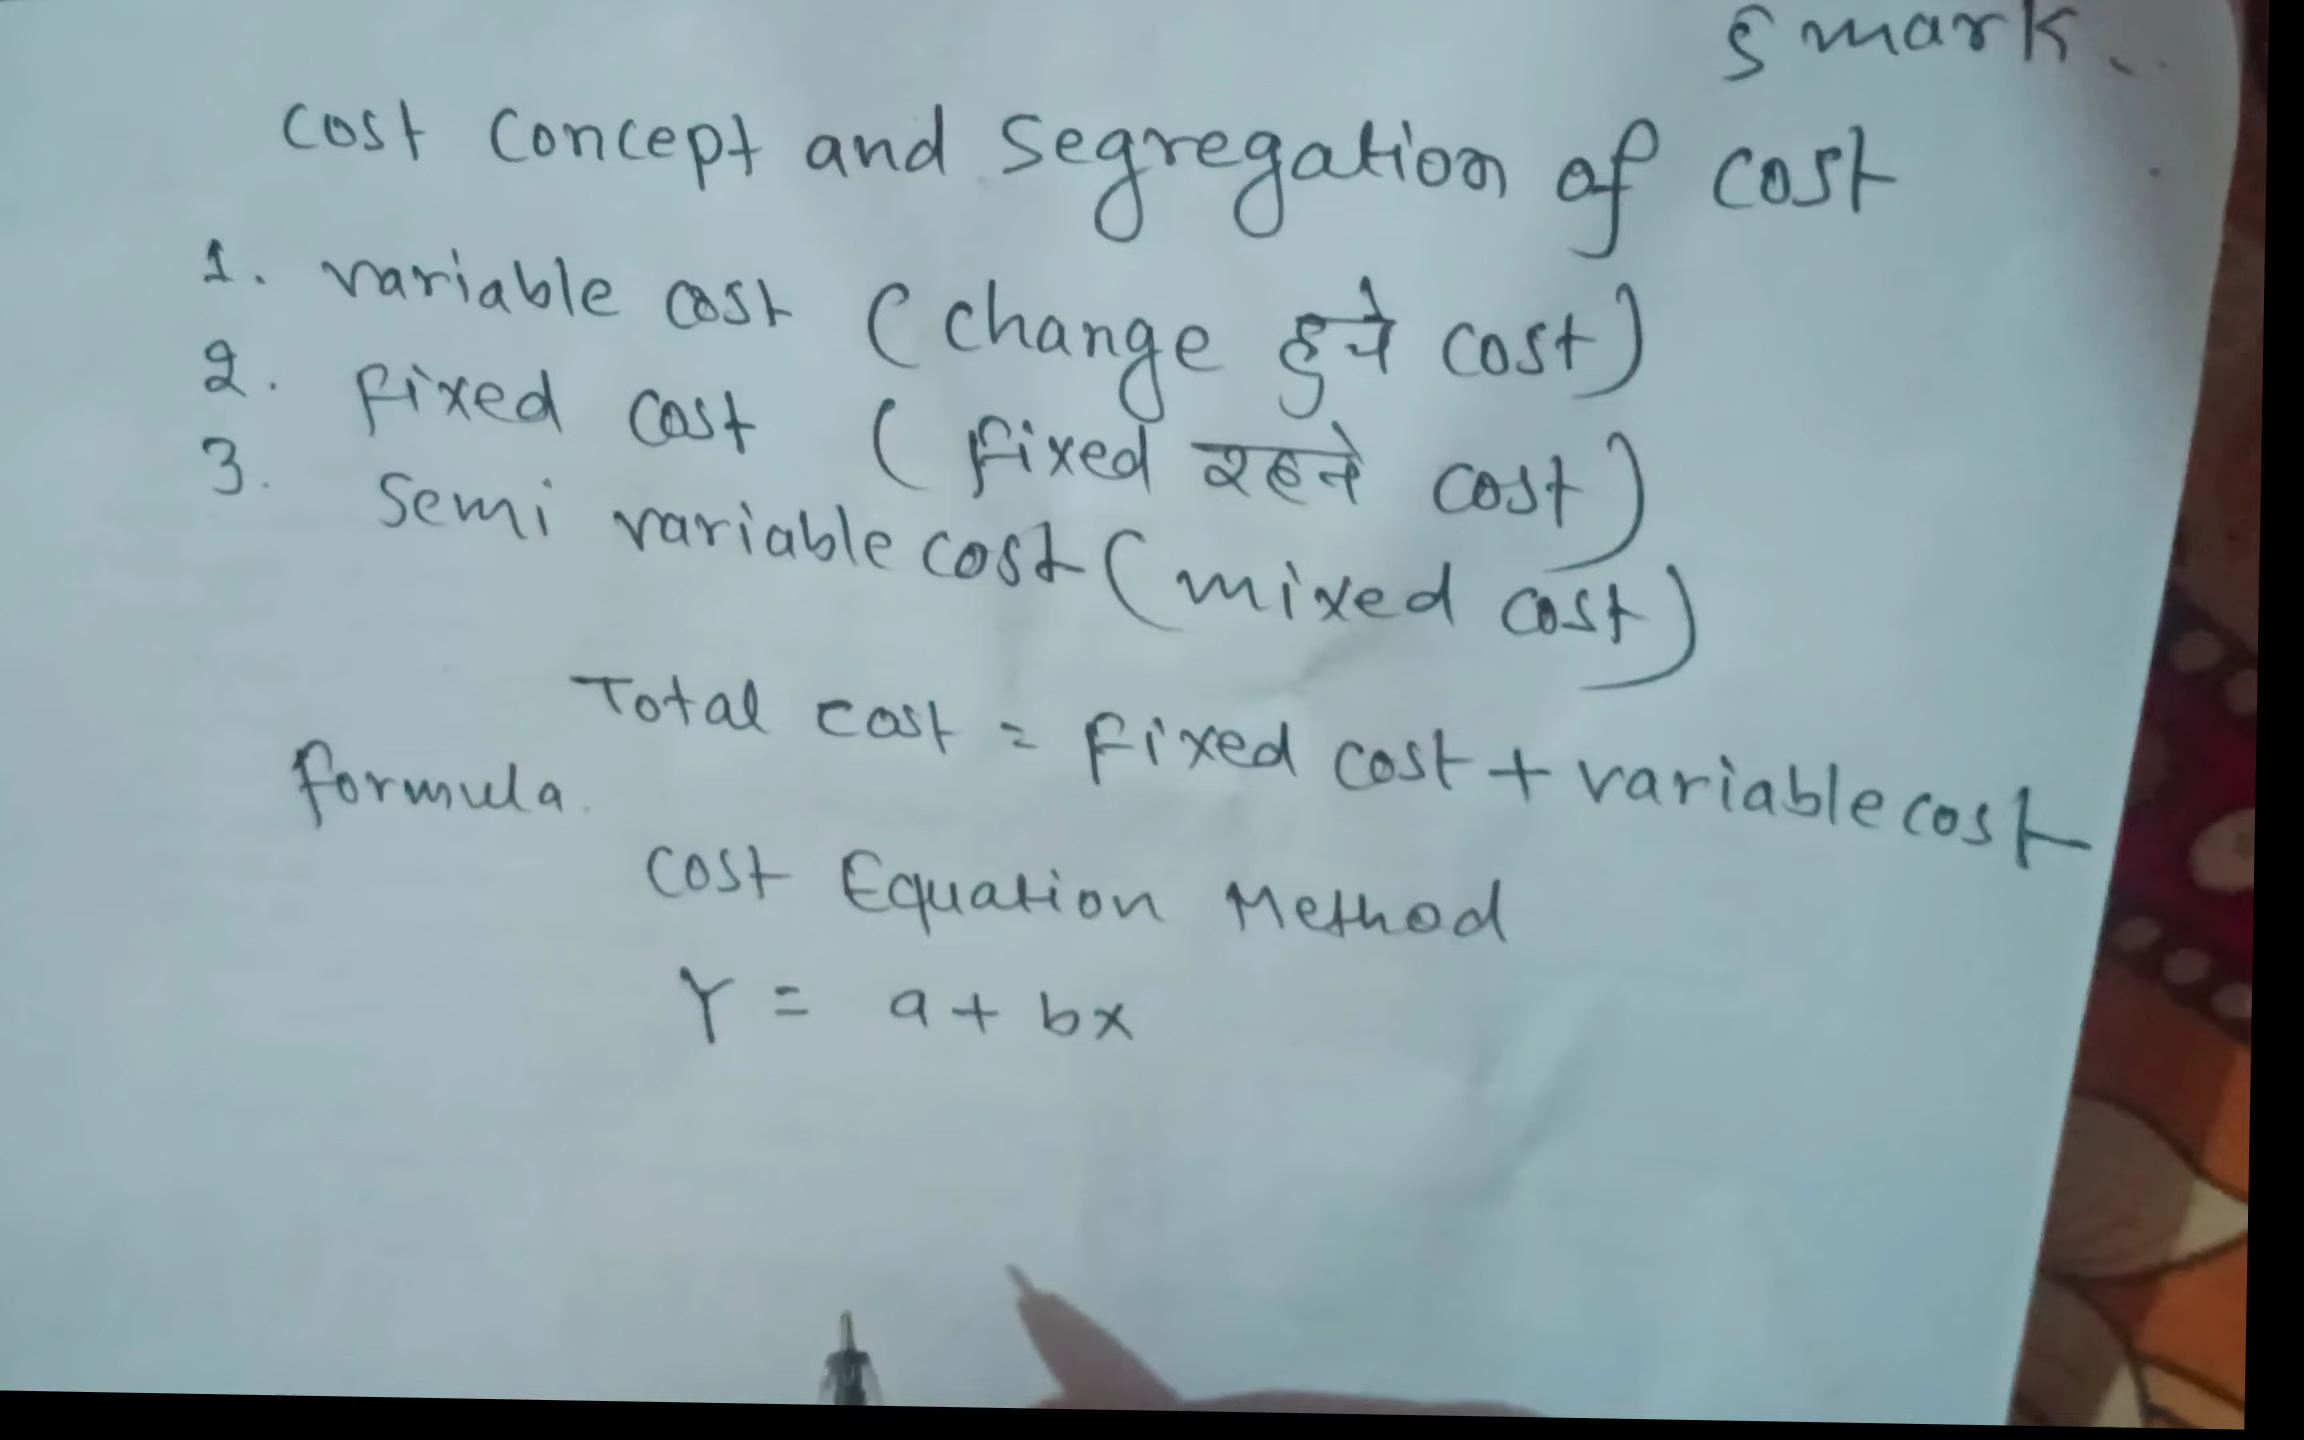 5 mark..
cost concept and segregation of cost
1. variable cost (change हुने cost)
2. fixed cost (fixed रहने cost)
3. semi variable cost (mixed cost)
Total cost = fixed cost + variable cost
formula.
cost Equation Method
Y = a + bx